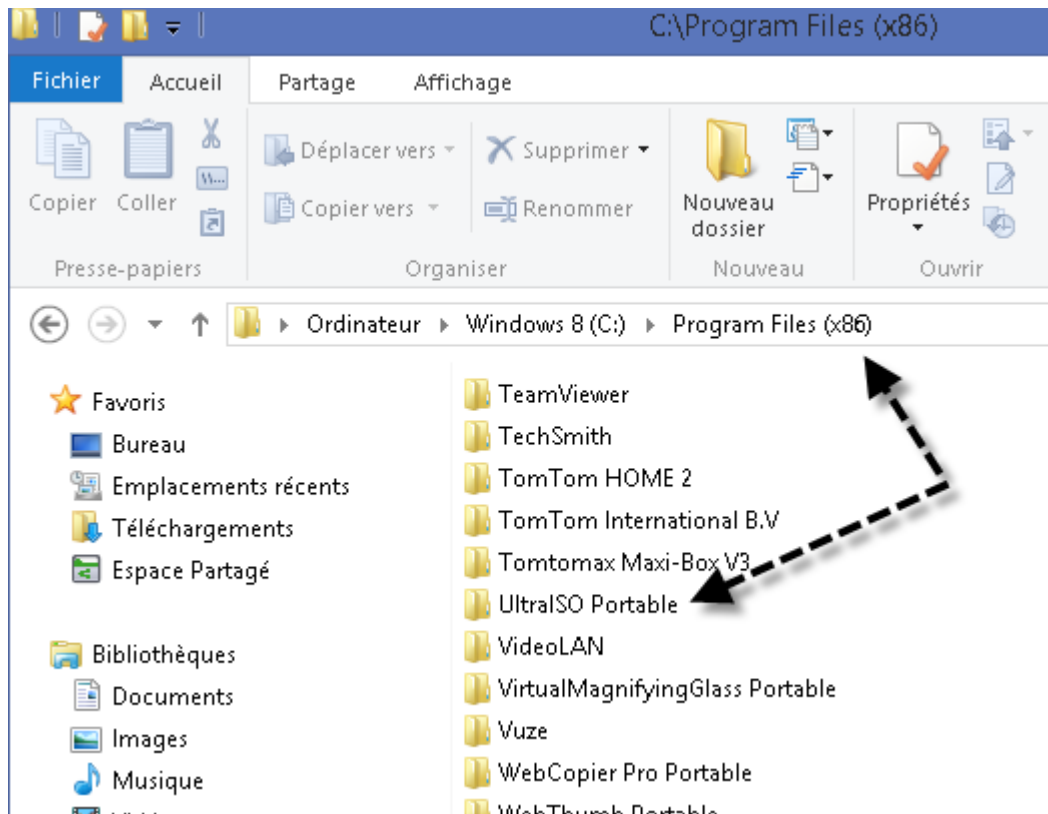 C:\Program Files (x86)
Fichier Accueil Partage Affichage
Copier Coller Déplacer vers Supprimer Nouveau dossier Propriétés
Copier vers Renommer
Presse-papiers Organiser Nouveau Ouvrir
Ordinateur Windows 8 (C:) Program Files (x86)
Favoris
Bureau
Emplacements récents
Téléchargements
Espace Partagé
Bibliothèques
Documents
Images
Musique
TeamViewer
TechSmith
TomTom HOME 2
TomTom International B.V
Tomtomax Maxi-Box V3
UltraISO Portable
VideoLAN
VirtualMagnifyingGlass Portable
Vuze
WebCopier Pro Portable
WebThumb Portable